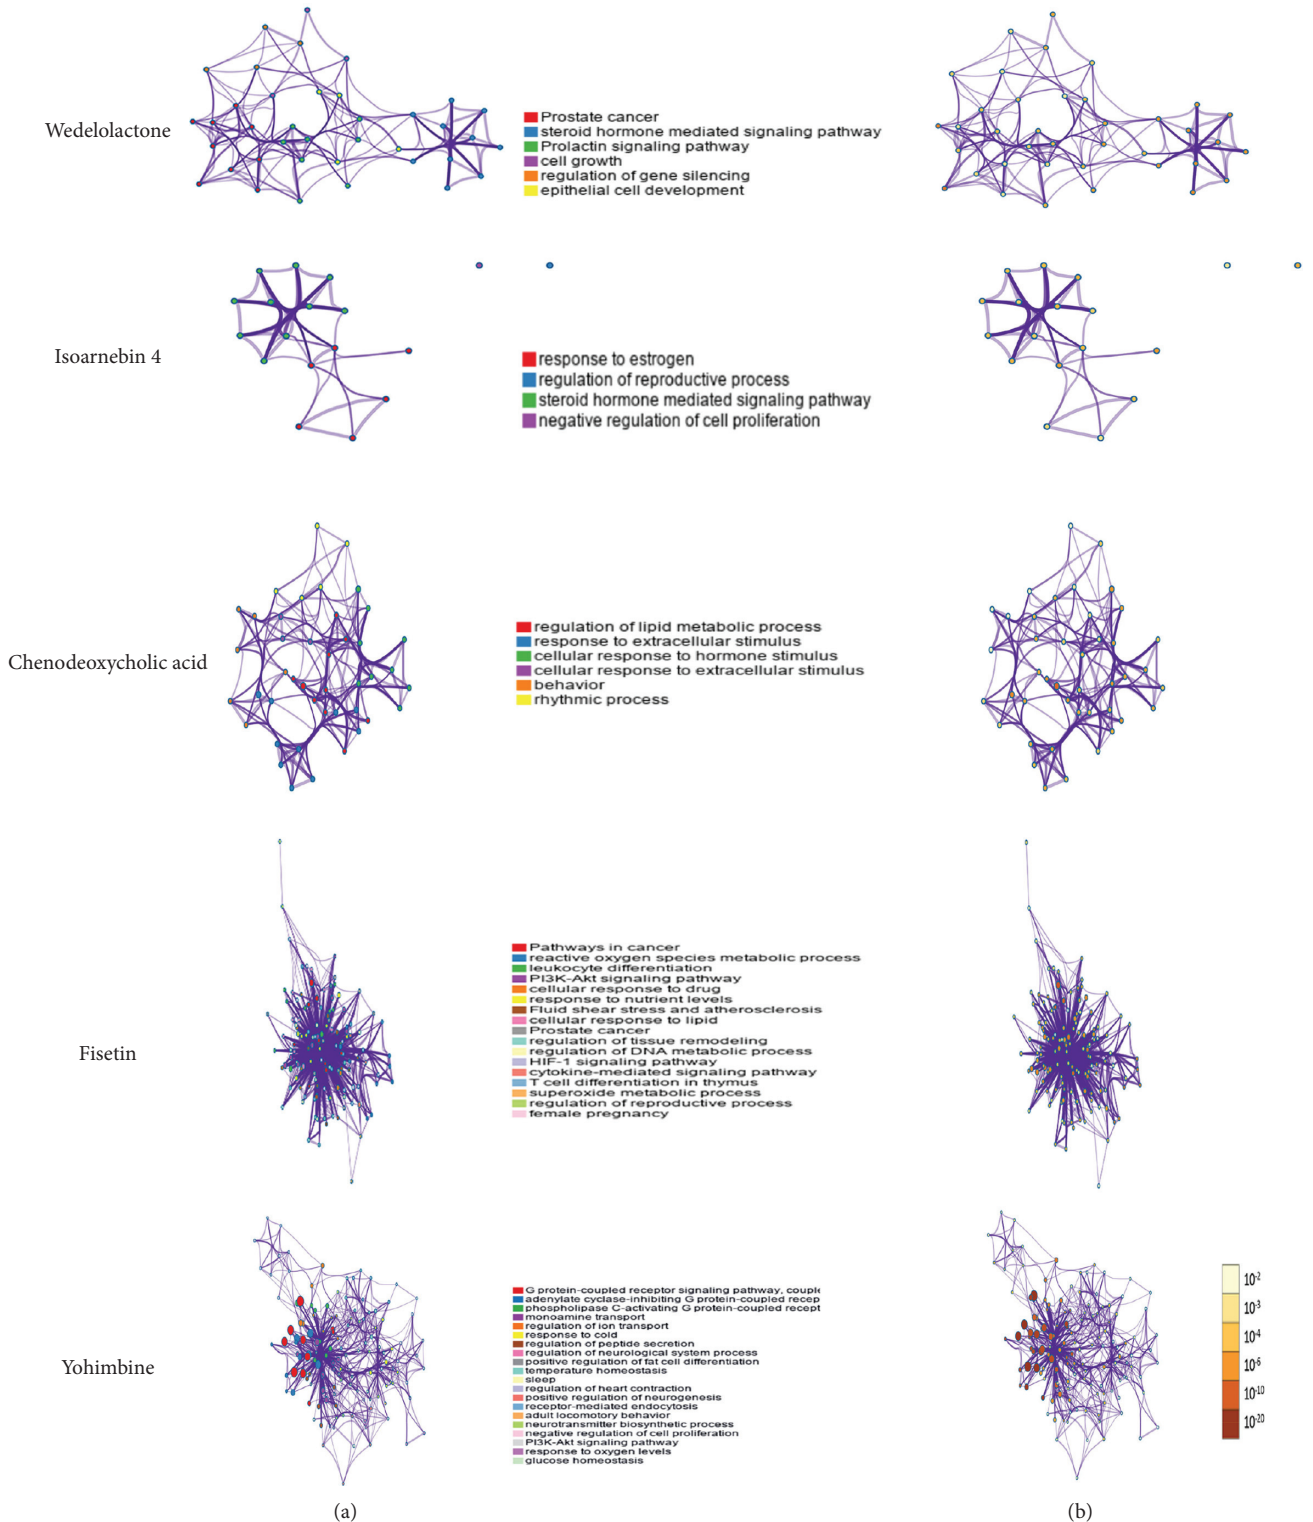 Wedelolactone
Prostate cancer
steroid hormone mediated signaling pathway
Prolactin signaling pathway
cell growth
regulation of gene silencing
epithelial cell development
Isoarnebin 4
response to estrogen
regulation of reproductive process
steroid hormone mediated signaling pathway
negative regulation of cell proliferation
Chenodeoxycholic acid
regulation of lipid metabolic process
response to extracellular stimulus
cellular response to hormone stimulus
cellular response to extracellular stimulus
behavior
rhythmic process
Fisetin
Pathways in cancer
reactive oxygen species metabolic process
leukocyte differentiation
PI3K-Akt signaling pathway
cellular response to drug
response to nutrient levels
Fluid shear stress and atherosclerosis
cellular response to lipid
Prostate cancer
regulation of tissue remodeling
regulation of DNA metabolic process
HIF-1 signaling pathway
cytokine-mediated signaling pathway
T cell differentiation in thymus
superoxide metabolic process
regulation of reproductive process
female pregnancy
Yohimbine
G protein-coupled receptor signaling pathway, couple
adenylate cyclase-inhibiting G protein-coupled recep
phospholipase C-activating G protein-coupled recept
monoamine transport
regulation of ion transport
response to cold
regulation of peptide secretion
regulation of neurological system process
positive regulation of fat cell differentiation
temperature homeostasis
sleep
regulation of heart contraction
positive regulation of neurogenesis
receptor-mediated endocytosis
adult locomotory behavior
neurotransmitter biosynthetic process
negative regulation of cell proliferation
PI3K-Akt signaling pathway
response to oxygen levels
glucose homeostasis
10-2
10-3
10-4
10-6
10-10
10-20
(a)
(b)